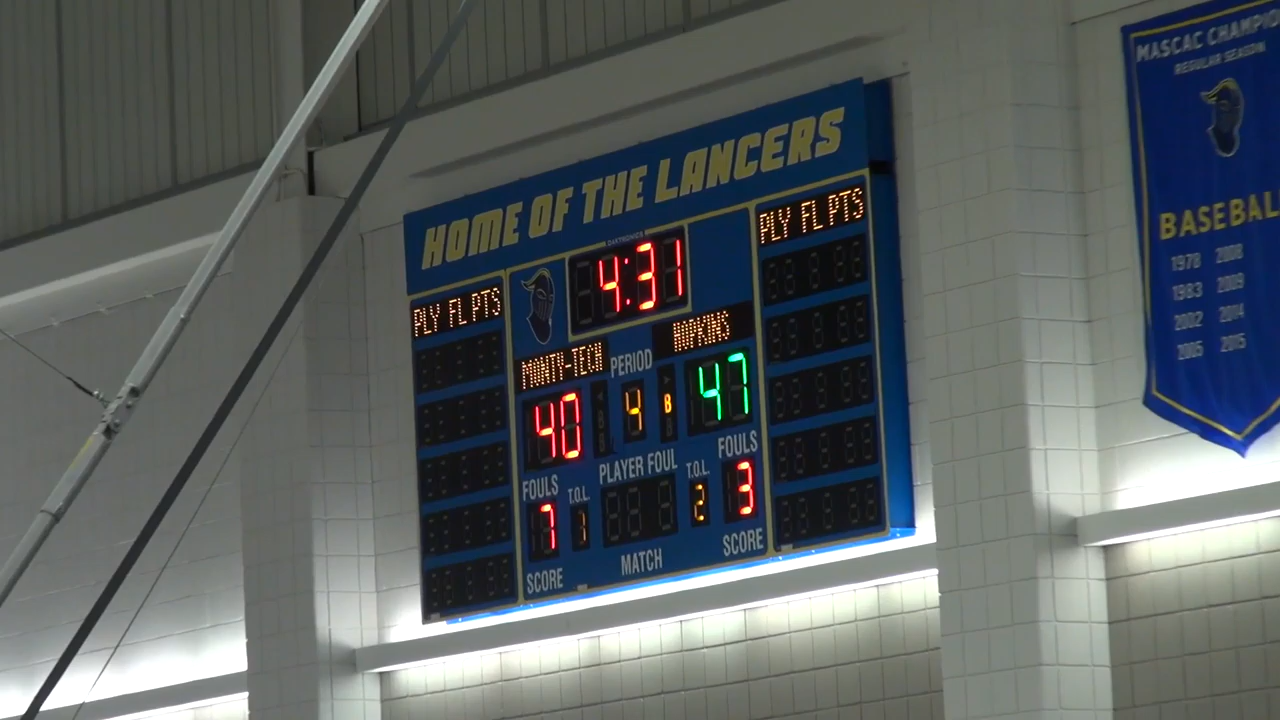 HOME OF THE LANCERS
DAKTRONICS
4:31
PLY FL PTS
PLY FL PTS
MONTY-TECH
PERIOD
HOPKINS
40
4
B
47
FOULS
PLAYER FOUL
FOULS
T.O.L.
T.O.L.
7
1
2
3
SCORE
MATCH
SCORE
MASCAC CHAMPIO
REGULAR SEASON
BASEBAL
1978 2008
1983 2009
2002 2014
2005 2015